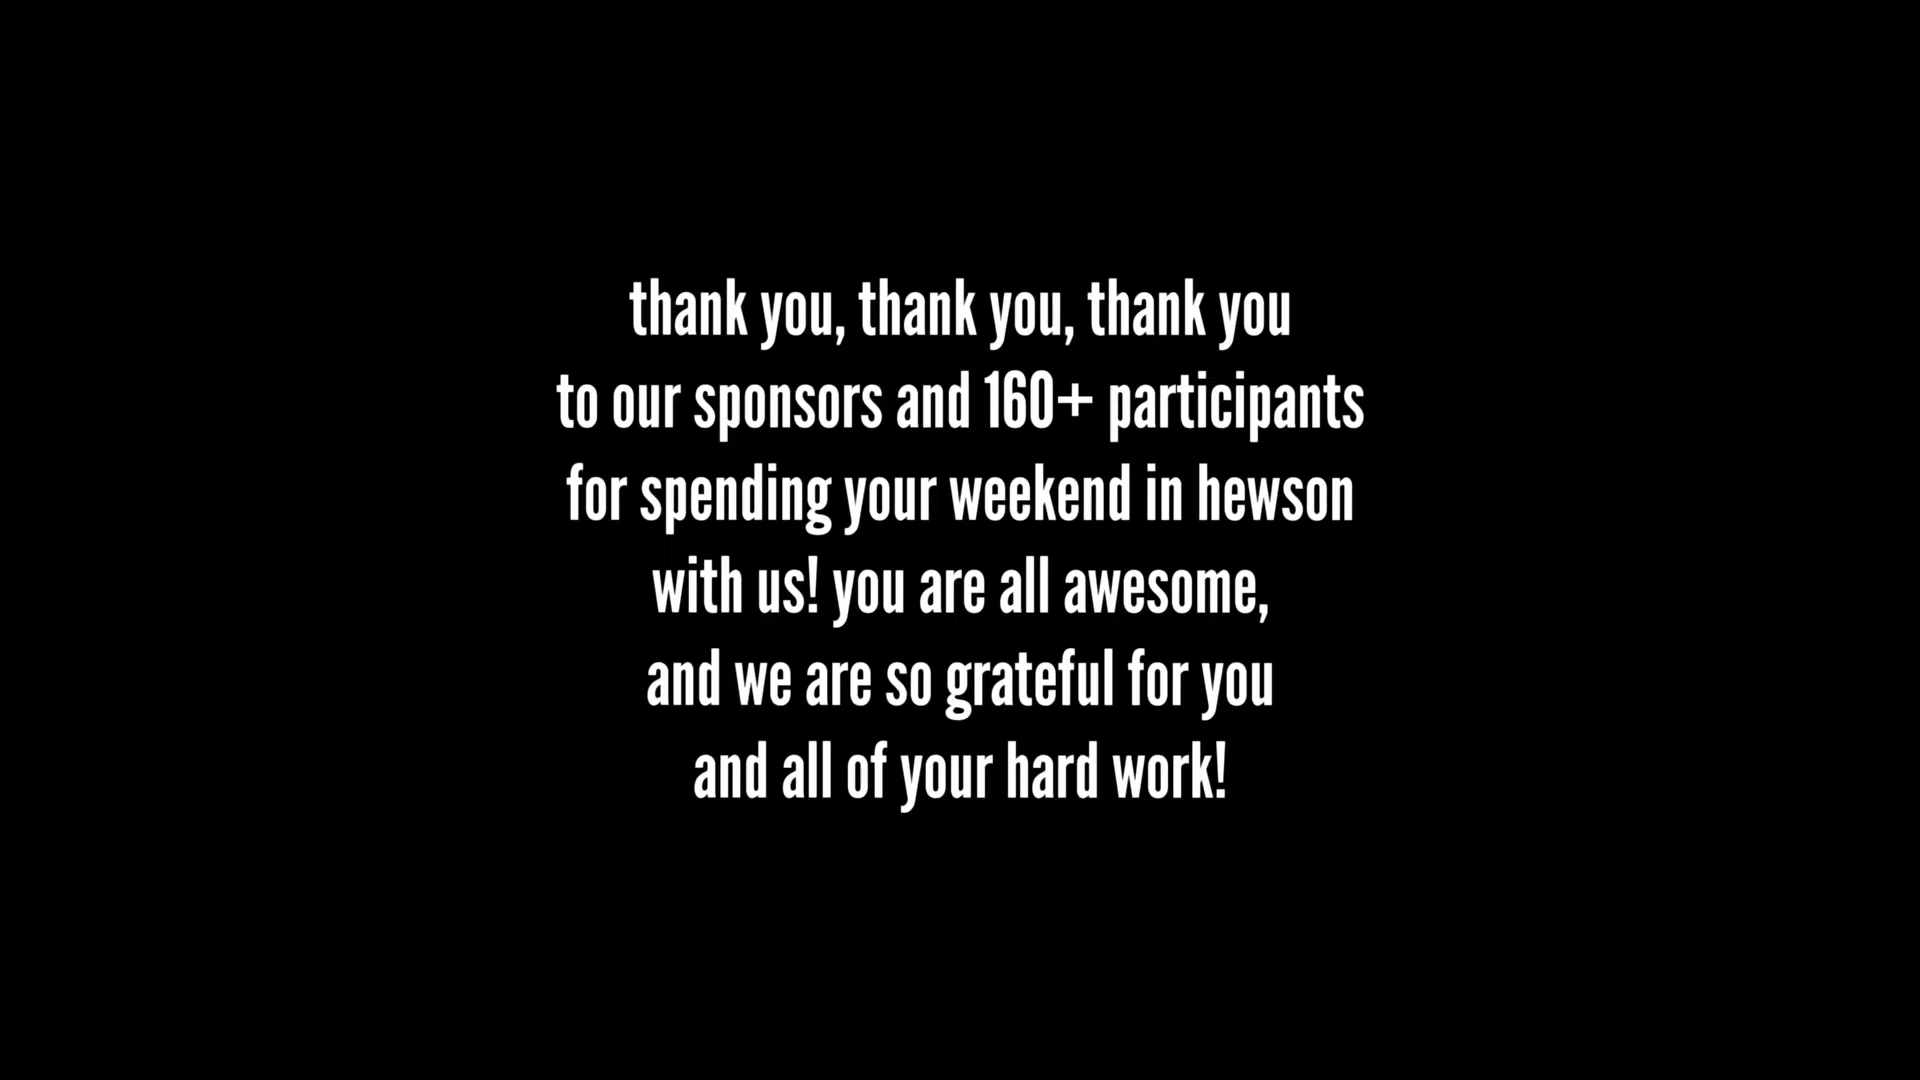 thank you, thank you, thank you
to our sponsors and 160+ participants
for spending your weekend in hewson
with us! you are all awesome,
and we are so grateful for you
and all of your hard work!